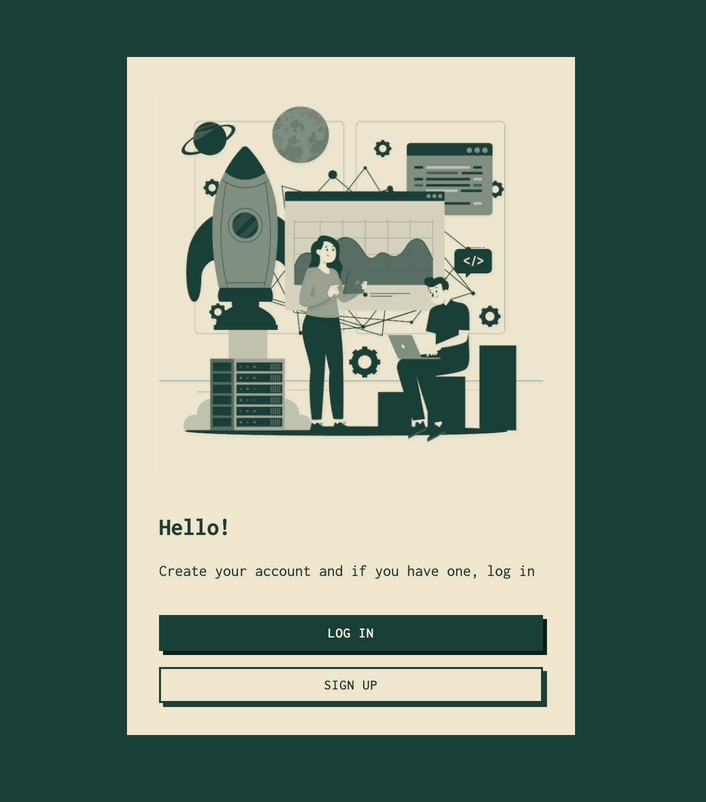 </>
Hello!
Create your account and if you have one, log in
LOG IN
SIGN UP